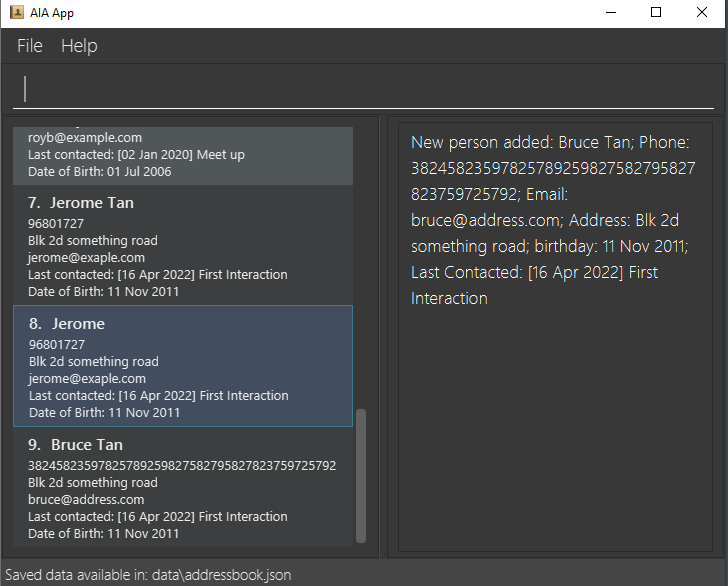 AIA App
File Help
royb@example.com
Last contacted: [02 Jan 2020] Meet up
Date of Birth: 01 Jul 2006
7. Jerome Tan
96801727
Blk 2d something road
jerome@exaple.com
Last contacted: [16 Apr 2022] First Interaction
Date of Birth: 11 Nov 2011
8. Jerome
96801727
Blk 2d something road
jerome@exaple.com
Last contacted: [16 Apr 2022] First Interaction
Date of Birth: 11 Nov 2011
9. Bruce Tan
38245823597825789259827582795827823759725792
Blk 2d something road
bruce@address.com
Last contacted: [16 Apr 2022] First Interaction
Date of Birth: 11 Nov 2011
New person added: Bruce Tan; Phone:
38245823597825789259827582795827
823759725792; Email:
bruce@address.com; Address: Blk 2d
something road; birthday: 11 Nov 2011;
Last Contacted: [16 Apr 2022] First
Interaction
Saved data available in: data\addressbook.json